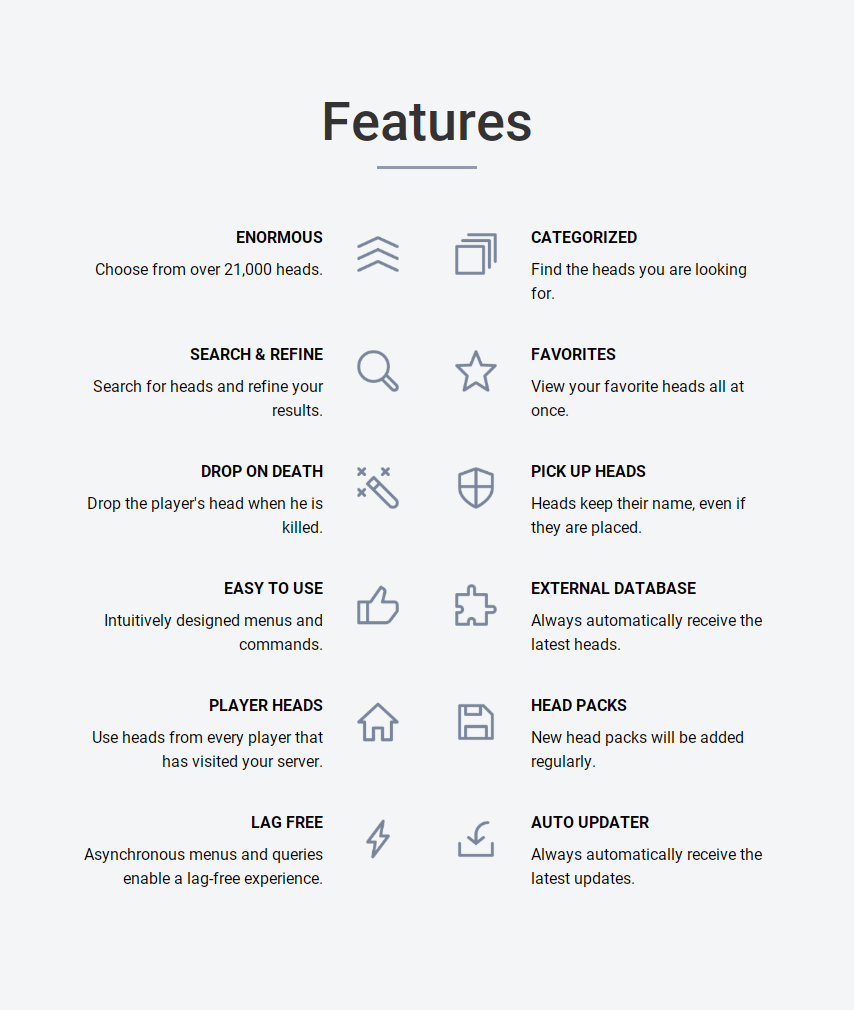 Features
ENORMOUS
Choose from over 21,000 heads.
CATEGORIZED
Find the heads you are looking
for.
SEARCH & REFINE
Search for heads and refine your
results.
FAVORITES
View your favorite heads all at
once.
DROP ON DEATH
Drop the player's head when he is
killed.
PICK UP HEADS
Heads keep their name, even if
they are placed.
EASY TO USE
Intuitively designed menus and
commands.
EXTERNAL DATABASE
Always automatically receive the
latest heads.
PLAYER HEADS
Use heads from every player that
has visited your server.
HEAD PACKS
New head packs will be added
regularly.
LAG FREE
Asynchronous menus and queries
enable a lag-free experience.
AUTO UPDATER
Always automatically receive the
latest updates.